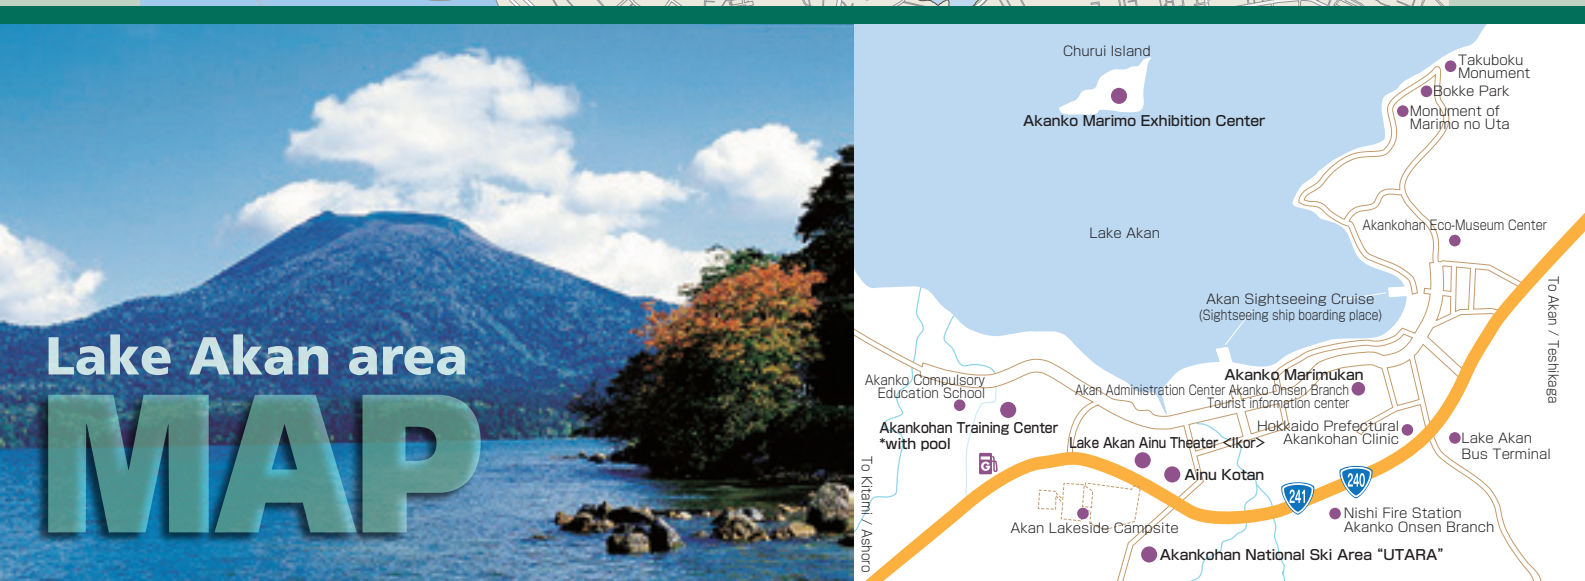 Lake Akan area
MAP
Churui Island
Akanko Marimo Exhibition Center
Takuboku
Monument
Bokke Park
Monument of
Marimo no Uta
Lake Akan
Akankohan Eco-Museum Center
Akan Sightseeing Cruise
(Sightseeing ship boarding place)
To Akan / Teshikaga
Akanko Marimukan
Akan Administration Center Akanko Onsen Branch
Tourist information center
Akanko Compulsory
Education School
Akankohan Training Center
*with pool
Lake Akan Ainu Theater <Ikor>
Ainu Kotan
Hokkaido Prefectural
Akankohan Clinic
Lake Akan
Bus Terminal
To Kitami / Ashoro
G
241
240
Nishi Fire Station
Akanko Onsen Branch
Akan Lakeside Campsite
Akankohan National Ski Area “UTARA”